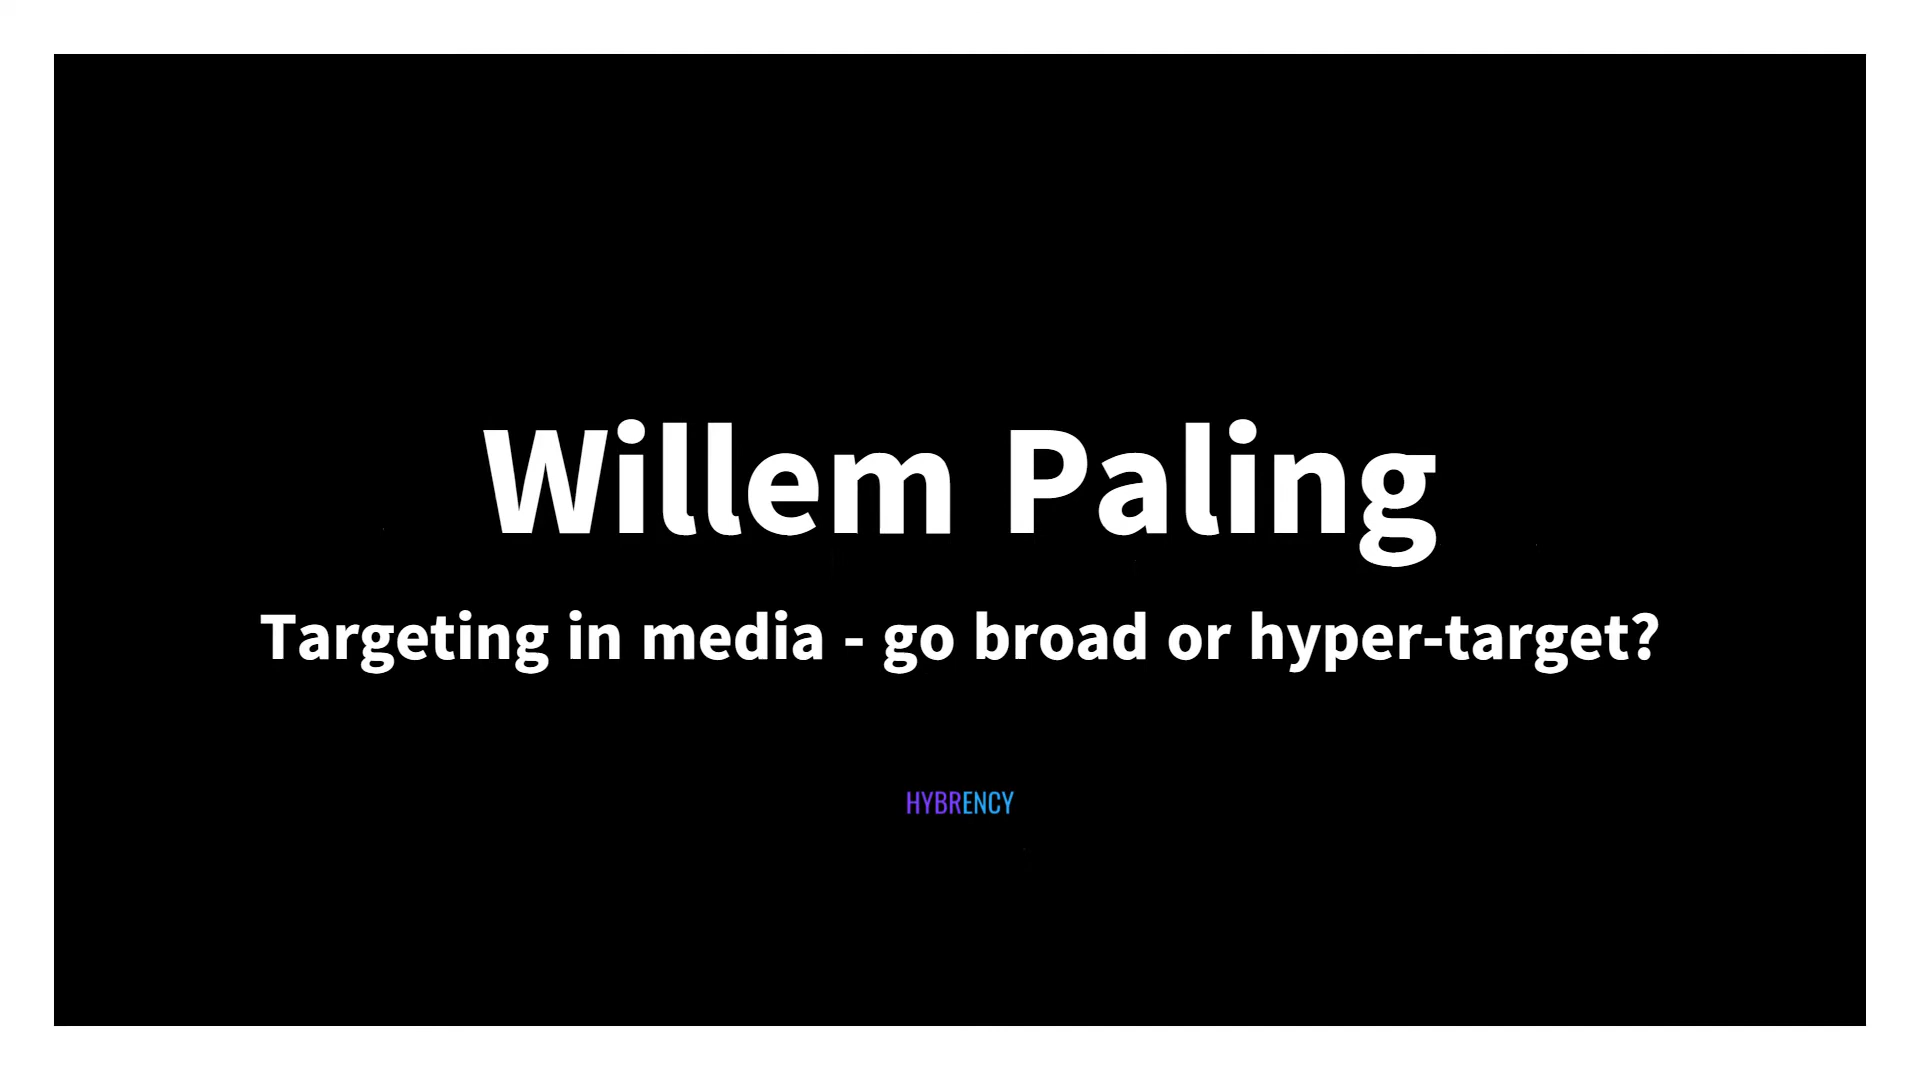 Willem Paling
Targeting in media - go broad or hyper-target?
HYBRENCY